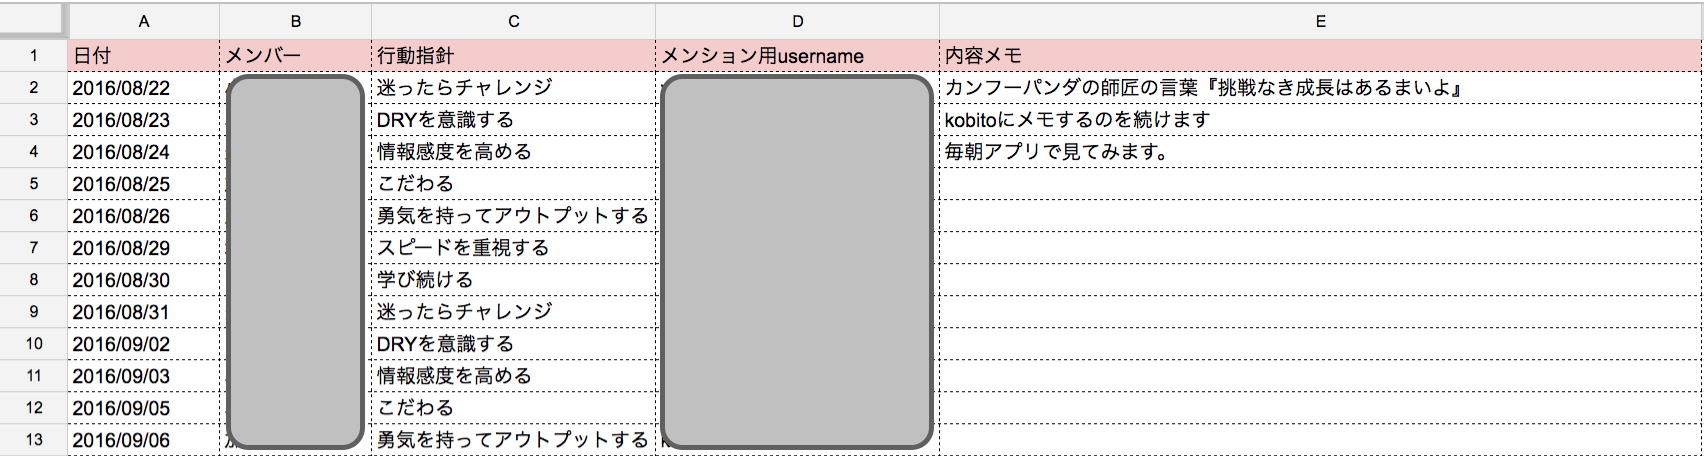 A B C D E
1 日付 メンバー 行動指針 メンション用username 内容メモ
2 2016/08/22 迷ったらチャレンジ カンフーパンダの師匠の言葉『挑戦なき成長はあるまいよ』
3 2016/08/23 DRYを意識する kobitoにメモするのを続けます
4 2016/08/24 情報感度を高める 毎朝アプリで見てみます。
5 2016/08/25 こだわる
6 2016/08/26 勇気を持ってアウトプットする
7 2016/08/29 スピードを重視する
8 2016/08/30 学び続ける
9 2016/08/31 迷ったらチャレンジ
10 2016/09/02 DRYを意識する
11 2016/09/03 情報感度を高める
12 2016/09/05 こだわる
13 2016/09/06 勇気を持ってアウトプットする